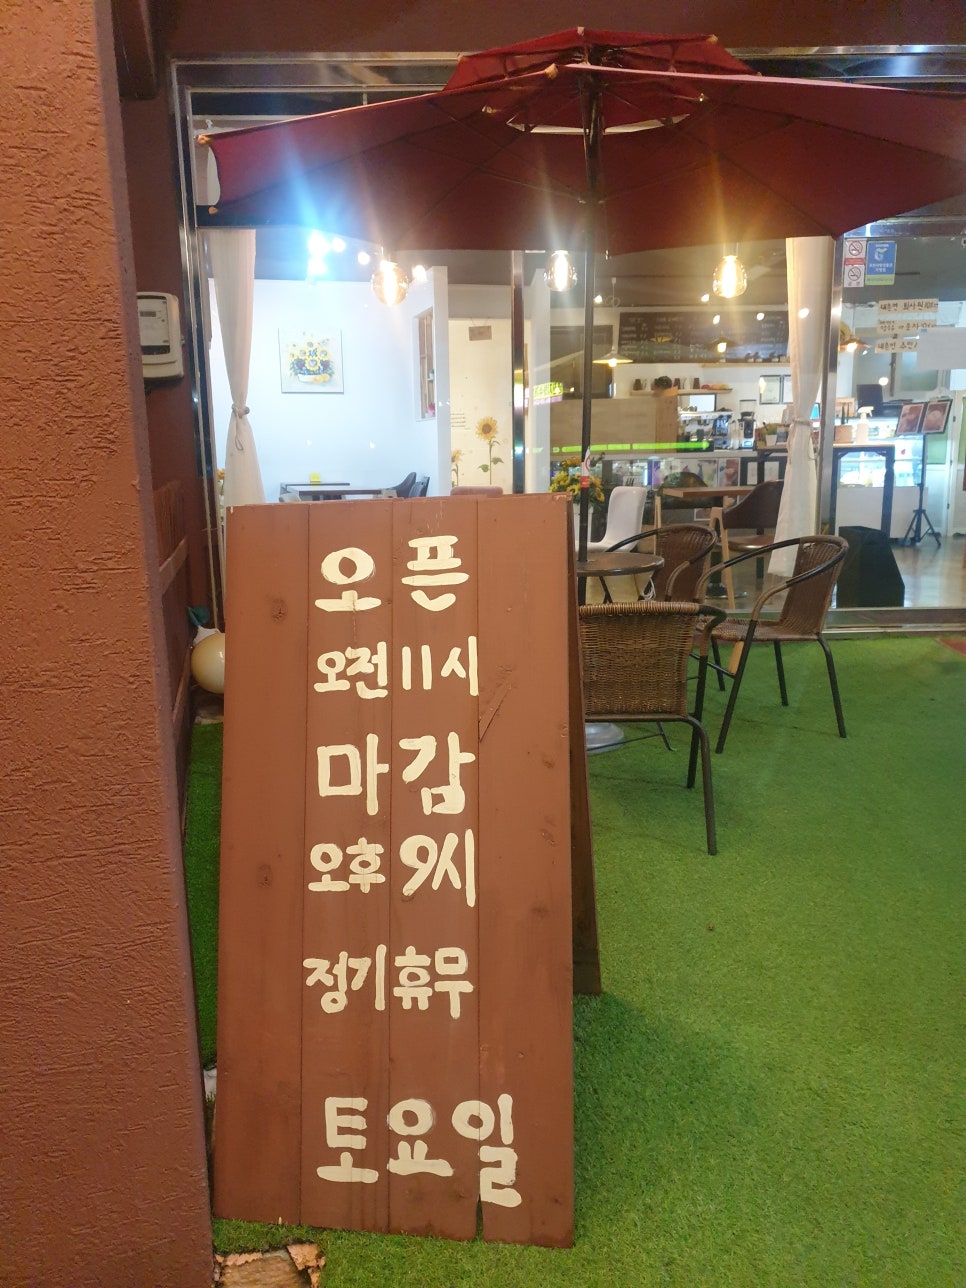 오픈
오전 11시
마감
오후 9시
정기휴무
토요일